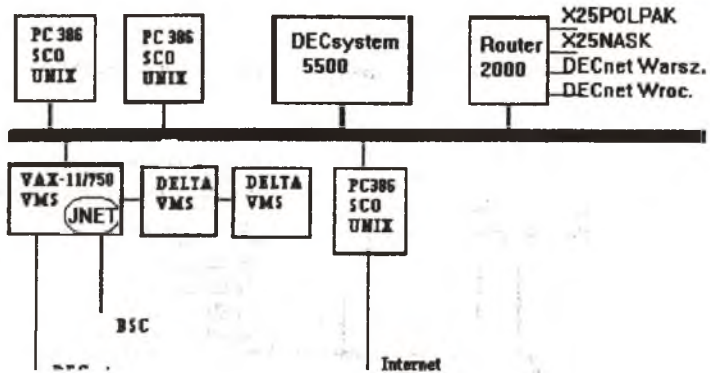 PC 386
SCO
UNIX
PC 386
SCO
UNIX
DECsystem
5500
Router
2000
X25POLPAK
X25NASK
DECnet Warsz.
DECnet Wroc.
VAX-11/750
VMS
JNET
DELTA
VMS
DELTA
VMS
PC386
SCO
UNIX
BSC
Internet